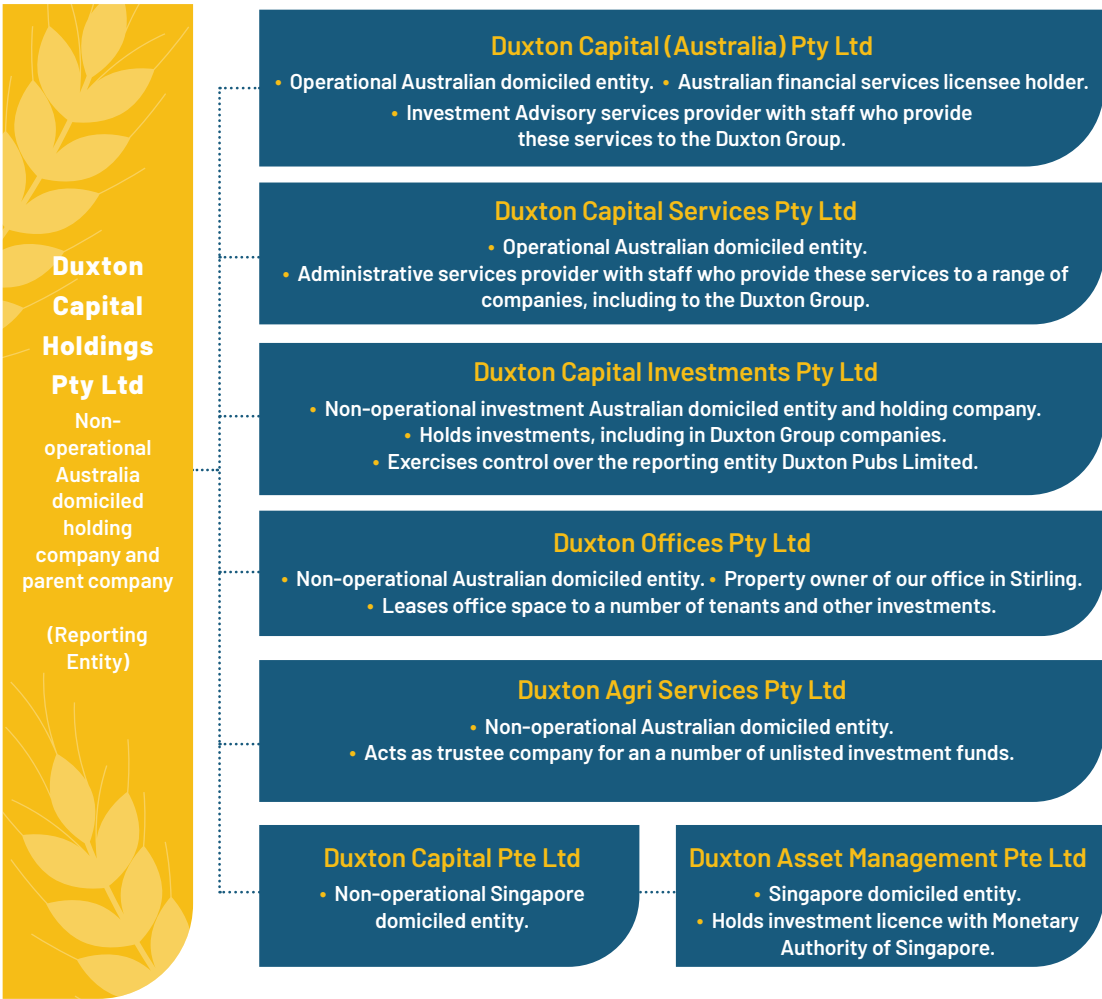 Duxton
Capital
Holdings
Pty Ltd
Non-
operational
Australia
domiciled
holding
company and
parent company
(Reporting
Entity)
Duxton Capital (Australia) Pty Ltd
• Operational Australian domiciled entity. • Australian financial services licensee holder.
• Investment Advisory services provider with staff who provide
these services to the Duxton Group.
Duxton Capital Services Pty Ltd
• Operational Australian domiciled entity.
• Administrative services provider with staff who provide these services to a range of
companies, including to the Duxton Group.
Duxton Capital Investments Pty Ltd
• Non-operational investment Australian domiciled entity and holding company.
• Holds investments, including in Duxton Group companies.
• Exercises control over the reporting entity Duxton Pubs Limited.
Duxton Offices Pty Ltd
• Non-operational Australian domiciled entity. • Property owner of our office in Stirling.
• Leases office space to a number of tenants and other investments.
Duxton Agri Services Pty Ltd
• Non-operational Australian domiciled entity.
• Acts as trustee company for an a number of unlisted investment funds.
Duxton Capital Pte Ltd
• Non-operational Singapore
domiciled entity.
Duxton Asset Management Pte Ltd
• Singapore domiciled entity.
• Holds investment licence with Monetary
Authority of Singapore.